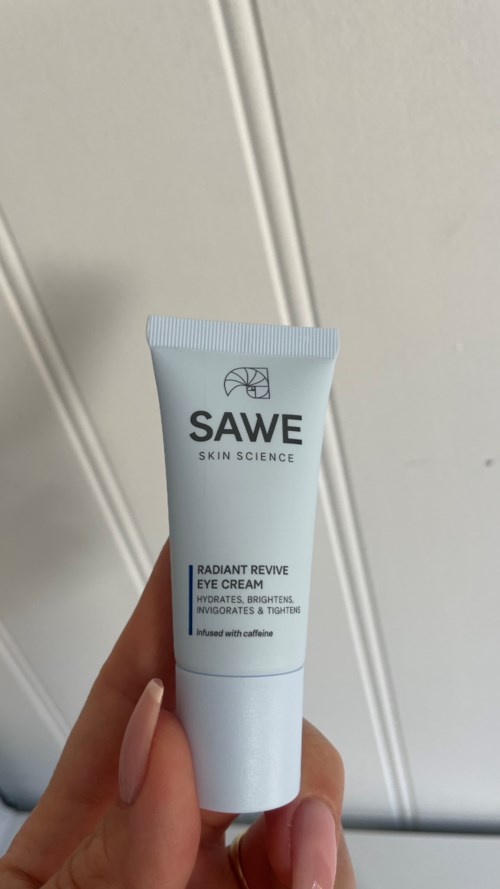 SAWE
SKIN SCIENCE
RADIANT REVIVE
EYE CREAM
HYDRATES, BRIGHTENS,
INVIGORATES & TIGHTENS
Infused with caffeine